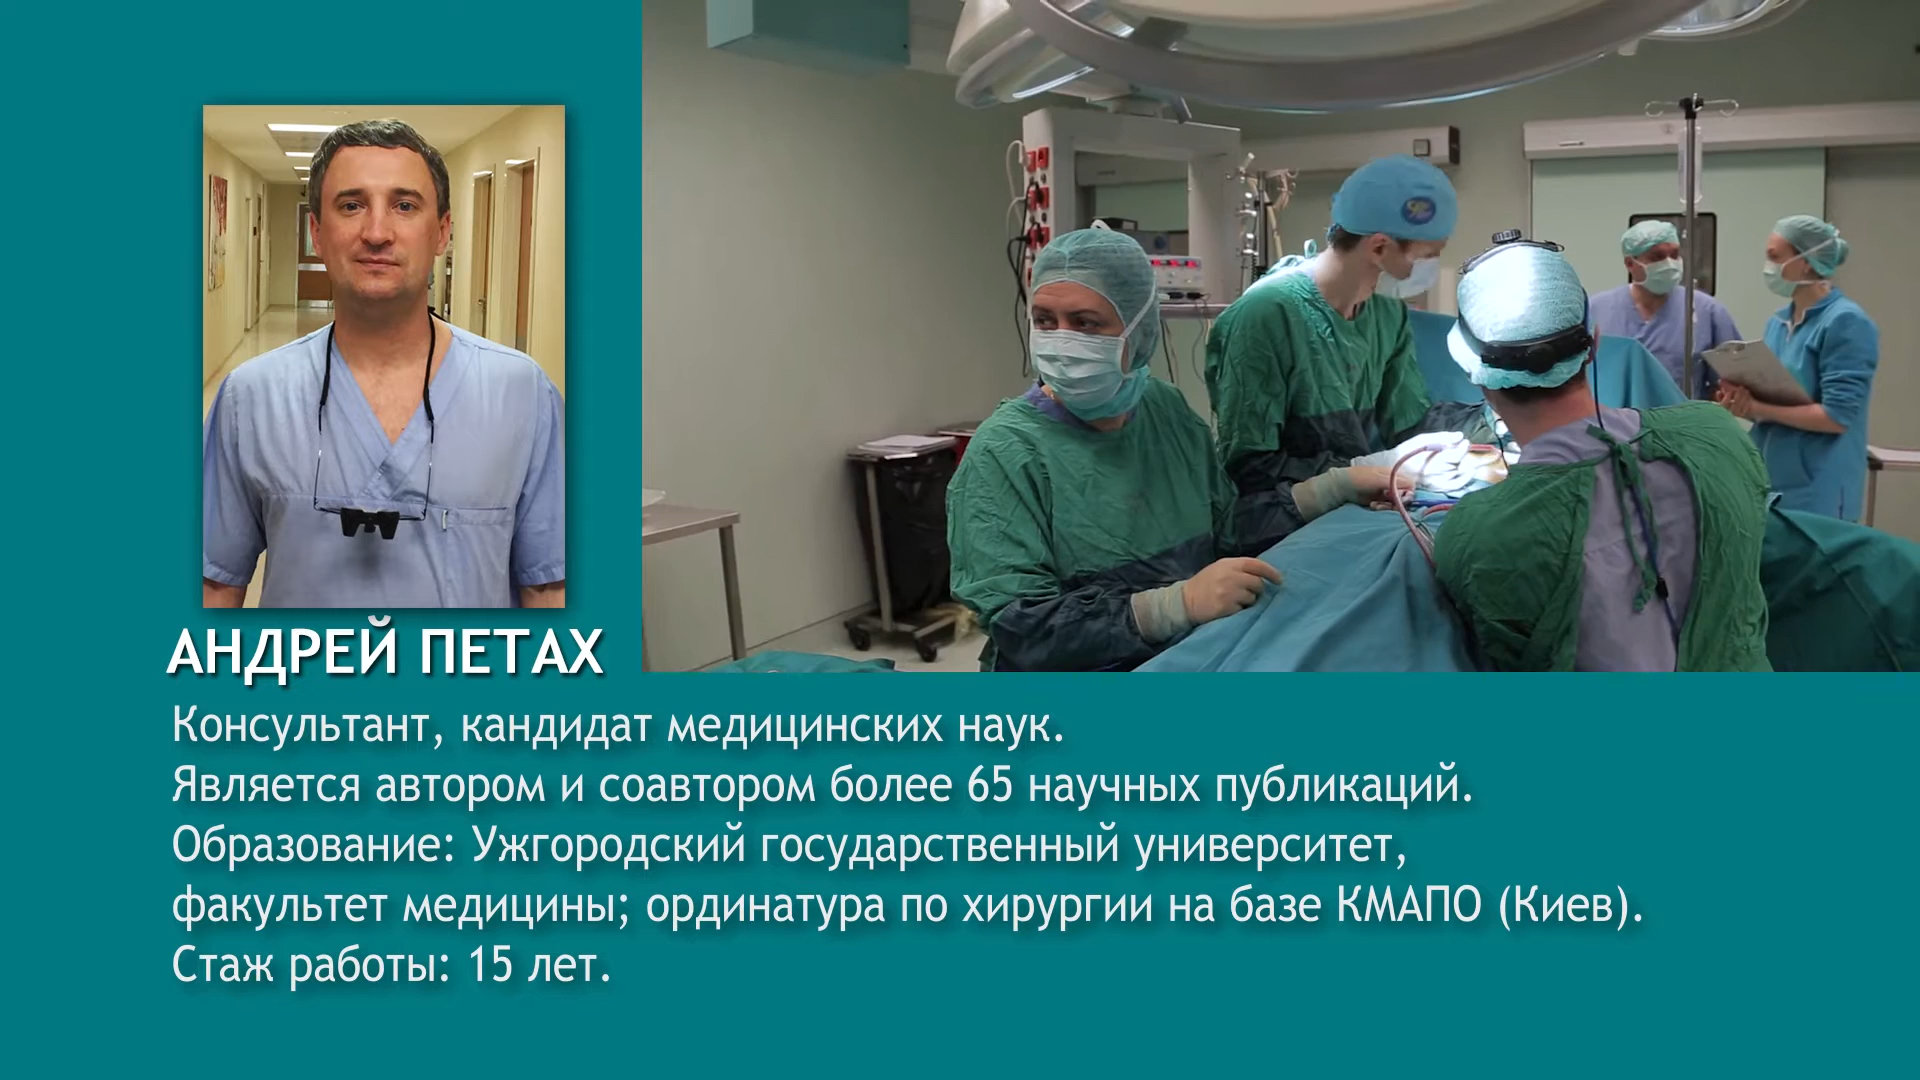 АНДРЕЙ ПЕТАХ
Консультант, кандидат медицинских наук.
Является автором и соавтором более 65 научных публикаций.
Образование: Ужгородский государственный университет,
факультет медицины; ординатура по хирургии на базе КМАПО (Киев).
Стаж работы: 15 лет.